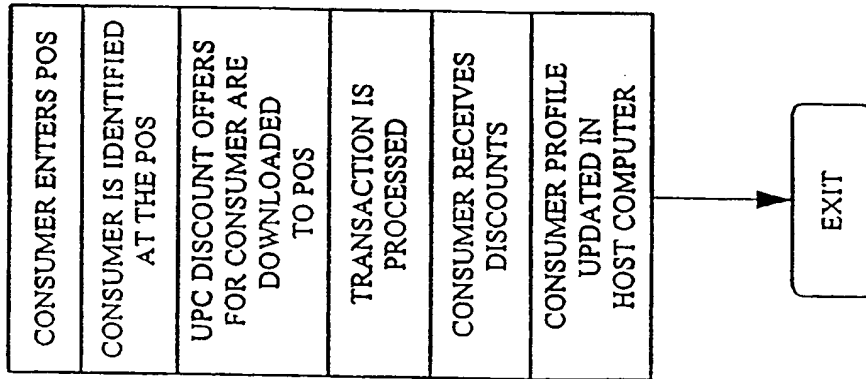 CONSUMER ENTERS POS
CONSUMER IS IDENTIFIED
AT THE POS
UPC DISCOUNT OFFERS
FOR CONSUMER ARE
DOWNLOADED
TO POS
TRANSACTION IS
PROCESSED
CONSUMER RECEIVES
DISCOUNTS
CONSUMER PROFILE
UPDATED IN
HOST COMPUTER
EXIT